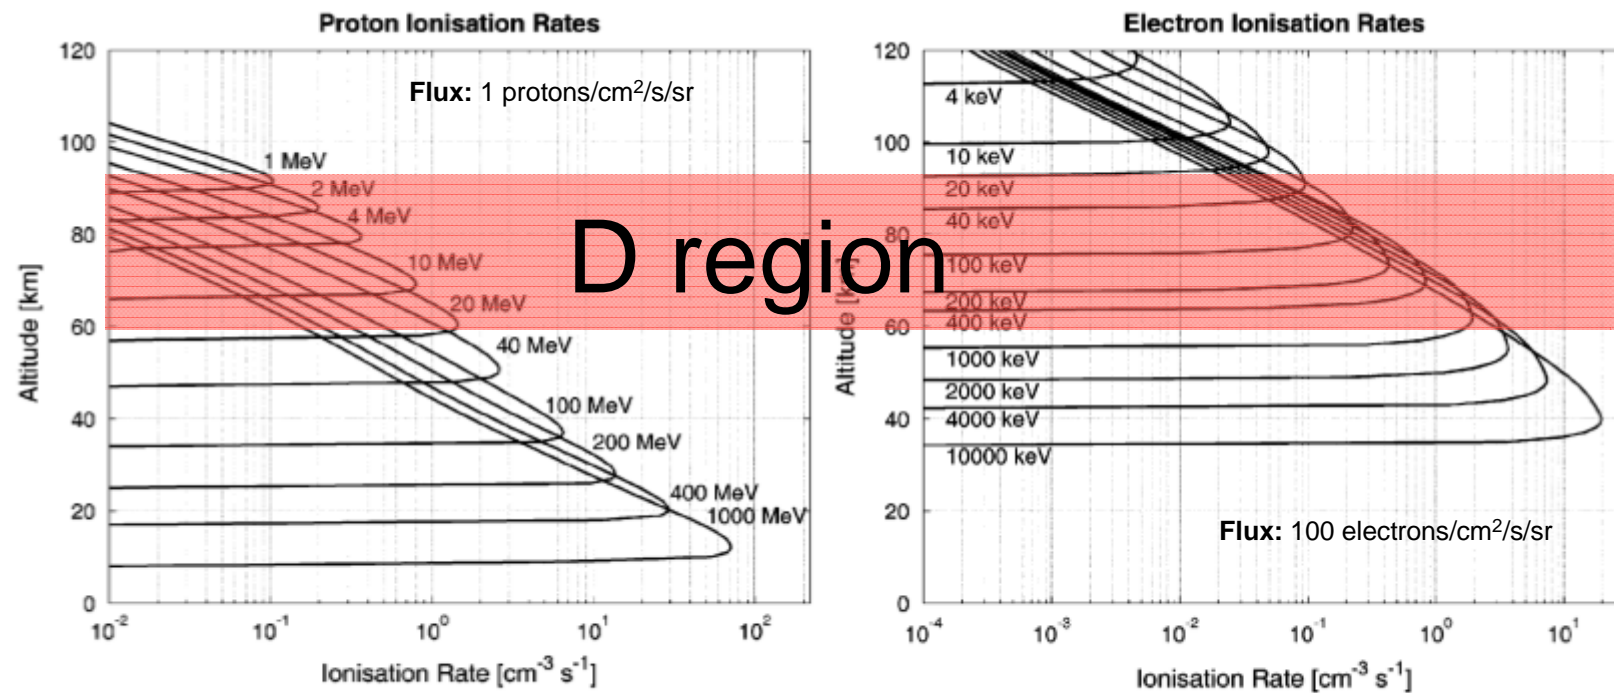 Proton Ionisation Rates
Flux: 1 protons/cm²/s/sr
120
100
80
60
40
20
0
Altitude [km]
1 MeV
2 MeV
4 MeV
10 MeV
20 MeV
40 MeV
100 MeV
200 MeV
400 MeV
1000 MeV
10⁻²
10⁻¹
10⁰
10¹
10²
Ionisation Rate [cm⁻³ s⁻¹]
D region
Electron Ionisation Rates
120
100
80
60
40
20
0
Altitude [km]
4 keV
10 keV
20 keV
40 keV
100 keV
200 keV
400 keV
1000 keV
2000 keV
4000 keV
10000 keV
Flux: 100 electrons/cm²/s/sr
10⁻⁴
10⁻³
10⁻²
10⁻¹
10⁰
10¹
Ionisation Rate [cm⁻³ s⁻¹]